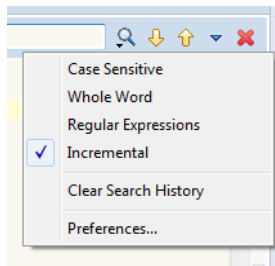 Case Sensitive
Whole Word
Regular Expressions
Incremental
Clear Search History
Preferences...